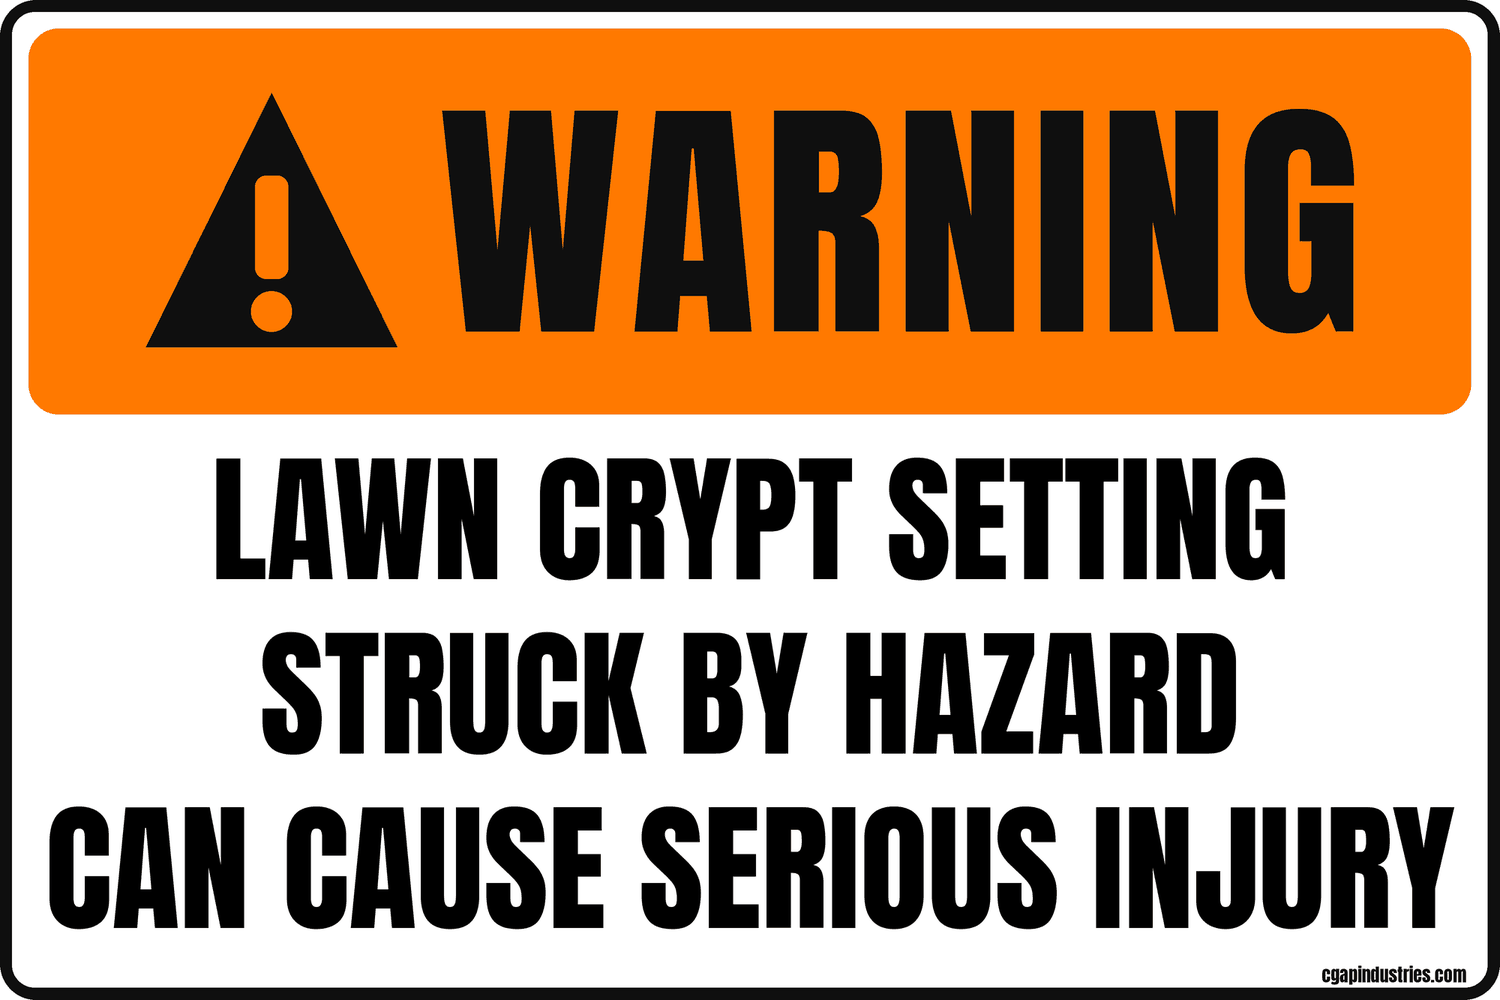 WARNING
LAWN CRYPT SETTING
STRUCK BY HAZARD
CAN CAUSE SERIOUS INJURY
cgapindustries.com